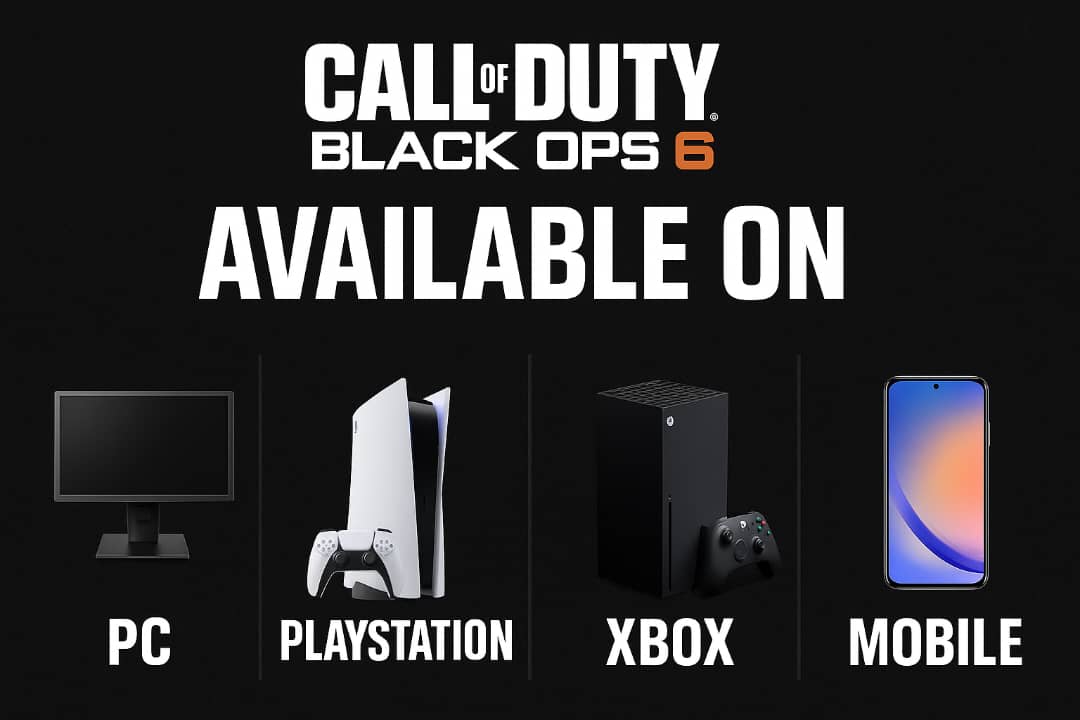 CALL OF DUTY®
BLACK OPS 6
AVAILABLE ON
PC
PLAYSTATION
XBOX
MOBILE